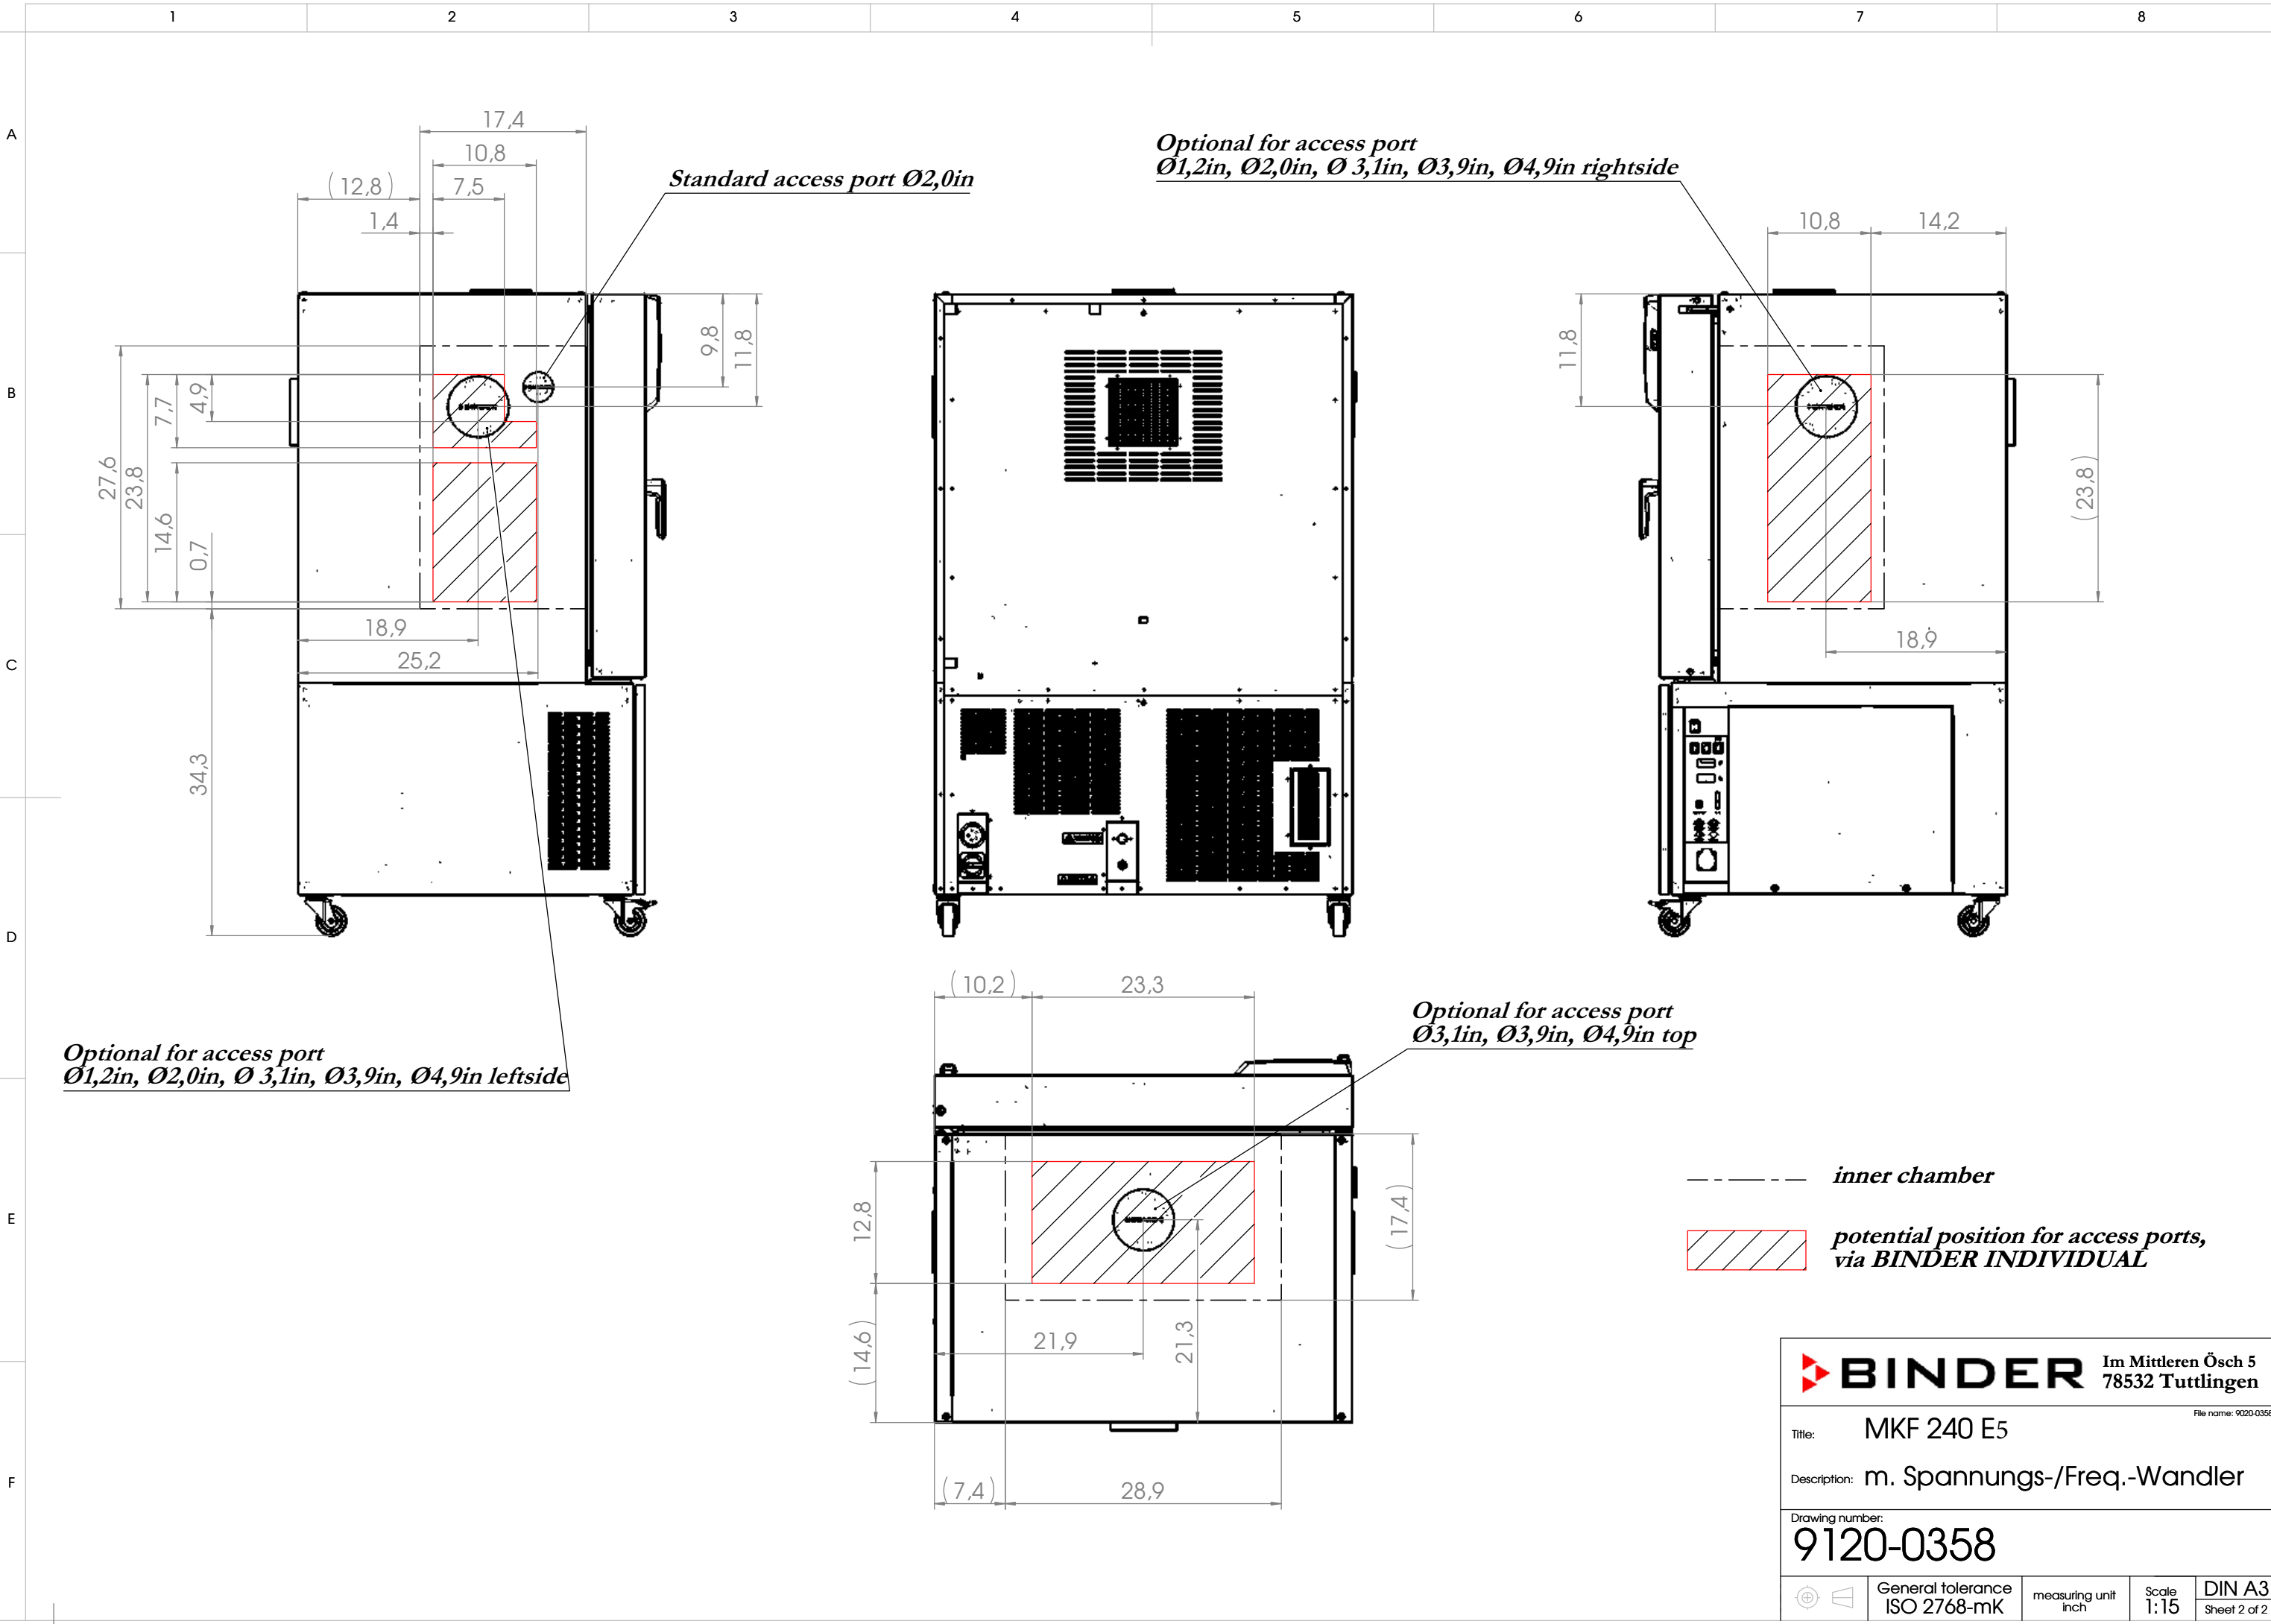 1 2 3 4 5 6 7 8
A
B
C
D
E
F
17,4
10,8
(12,8)
7,5
1,4
Standard access port Ø2,0in
9,8
11,8
27,6
23,8
7,7
4,9
14,6
0,7
18,9
25,2
34,3
Optional for access port
Ø1,2in, Ø2,0in, Ø 3,1in, Ø3,9in, Ø4,9in leftside
Optional for access port
Ø1,2in, Ø2,0in, Ø 3,1in, Ø3,9in, Ø4,9in rightside
10,8
14,2
11,8
(23,8)
18,9
(10,2)
23,3
Optional for access port
Ø3,1in, Ø3,9in, Ø4,9in top
12,8
(17,4)
(14,6)
21,9
21,3
(7,4)
28,9
inner chamber
potential position for access ports,
via BINDER INDIVIDUAL
BINDER
Im Mittleren Ösch 5
78532 Tuttlingen
File name: 9020-0358
Title: MKF 240 E5
Description: m. Spannungs-/Freq.-Wandler
Drawing number:
9120-0358
General tolerance
ISO 2768-mK
measuring unit
inch
Scale
1:15
DIN A3
Sheet 2 of 2